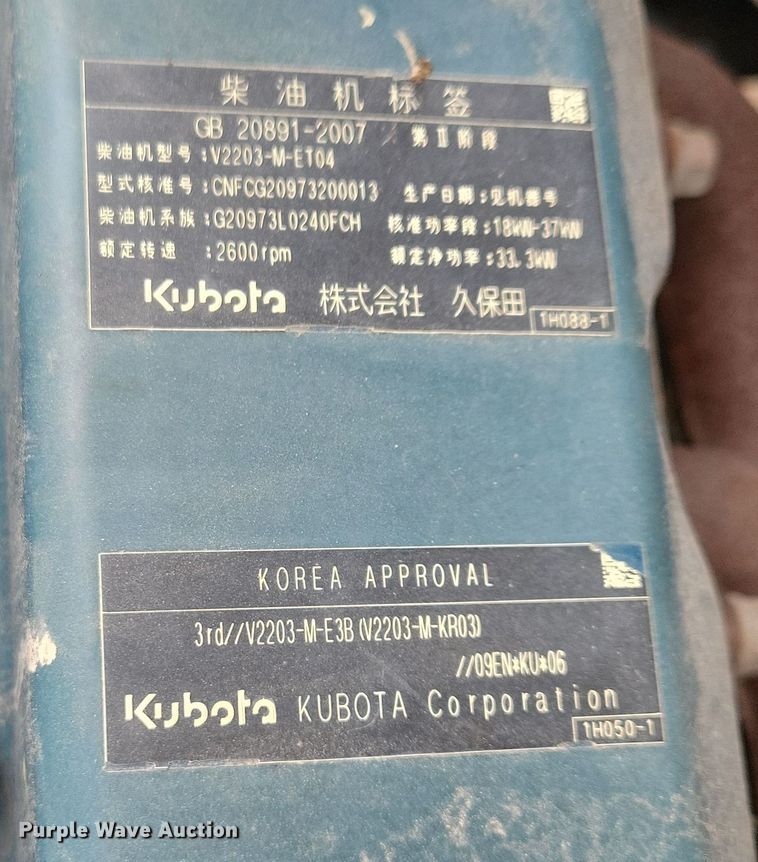 柴油机标签
GB 20891-2007 第Ⅱ阶段
柴油机型号:V2203-M-ET04
型式核准号:CNFCG20973200013 生产日期:见机器号
柴油机系族:G20973L0240FCH 核准功率段:18kW-37kW
额定转速 :2600rpm 额定净功率:33.3kW
Kubota 株式会社 久保田
1H088-1
KOREA APPROVAL
3rd//V2203-M-E3B(V2203-M-KR03)
//09EN*KU*06
Kubota KUBOTA Corporation
1H050-1
Purple Wave Auction